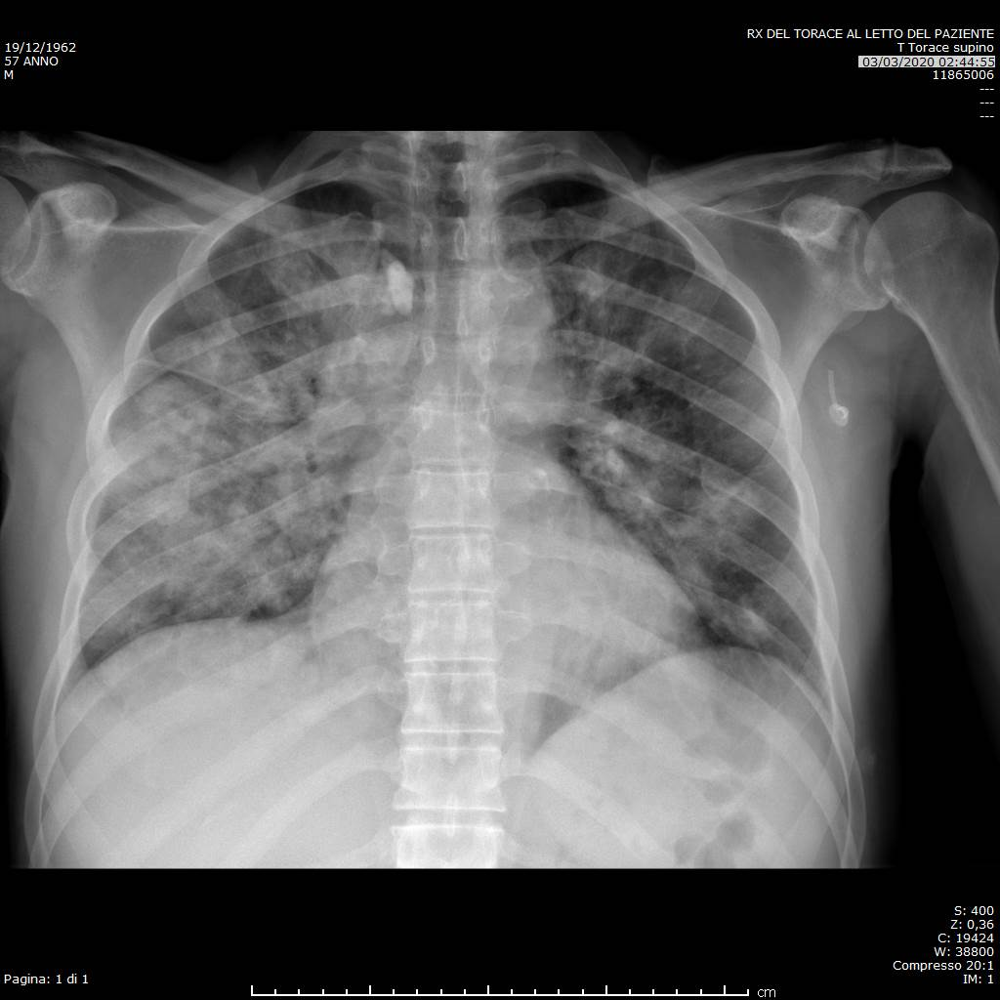 19/12/1962
57 ANNO
M
RX DEL TORACE AL LETTO DEL PAZIENTE
T Torace supino
03/03/2020 02:44:55
11865006
---
---
---
S: 400
Z: 0,36
C: 19424
W: 38800
Compresso 20:1
IM: 1
Pagina: 1 di 1
cm